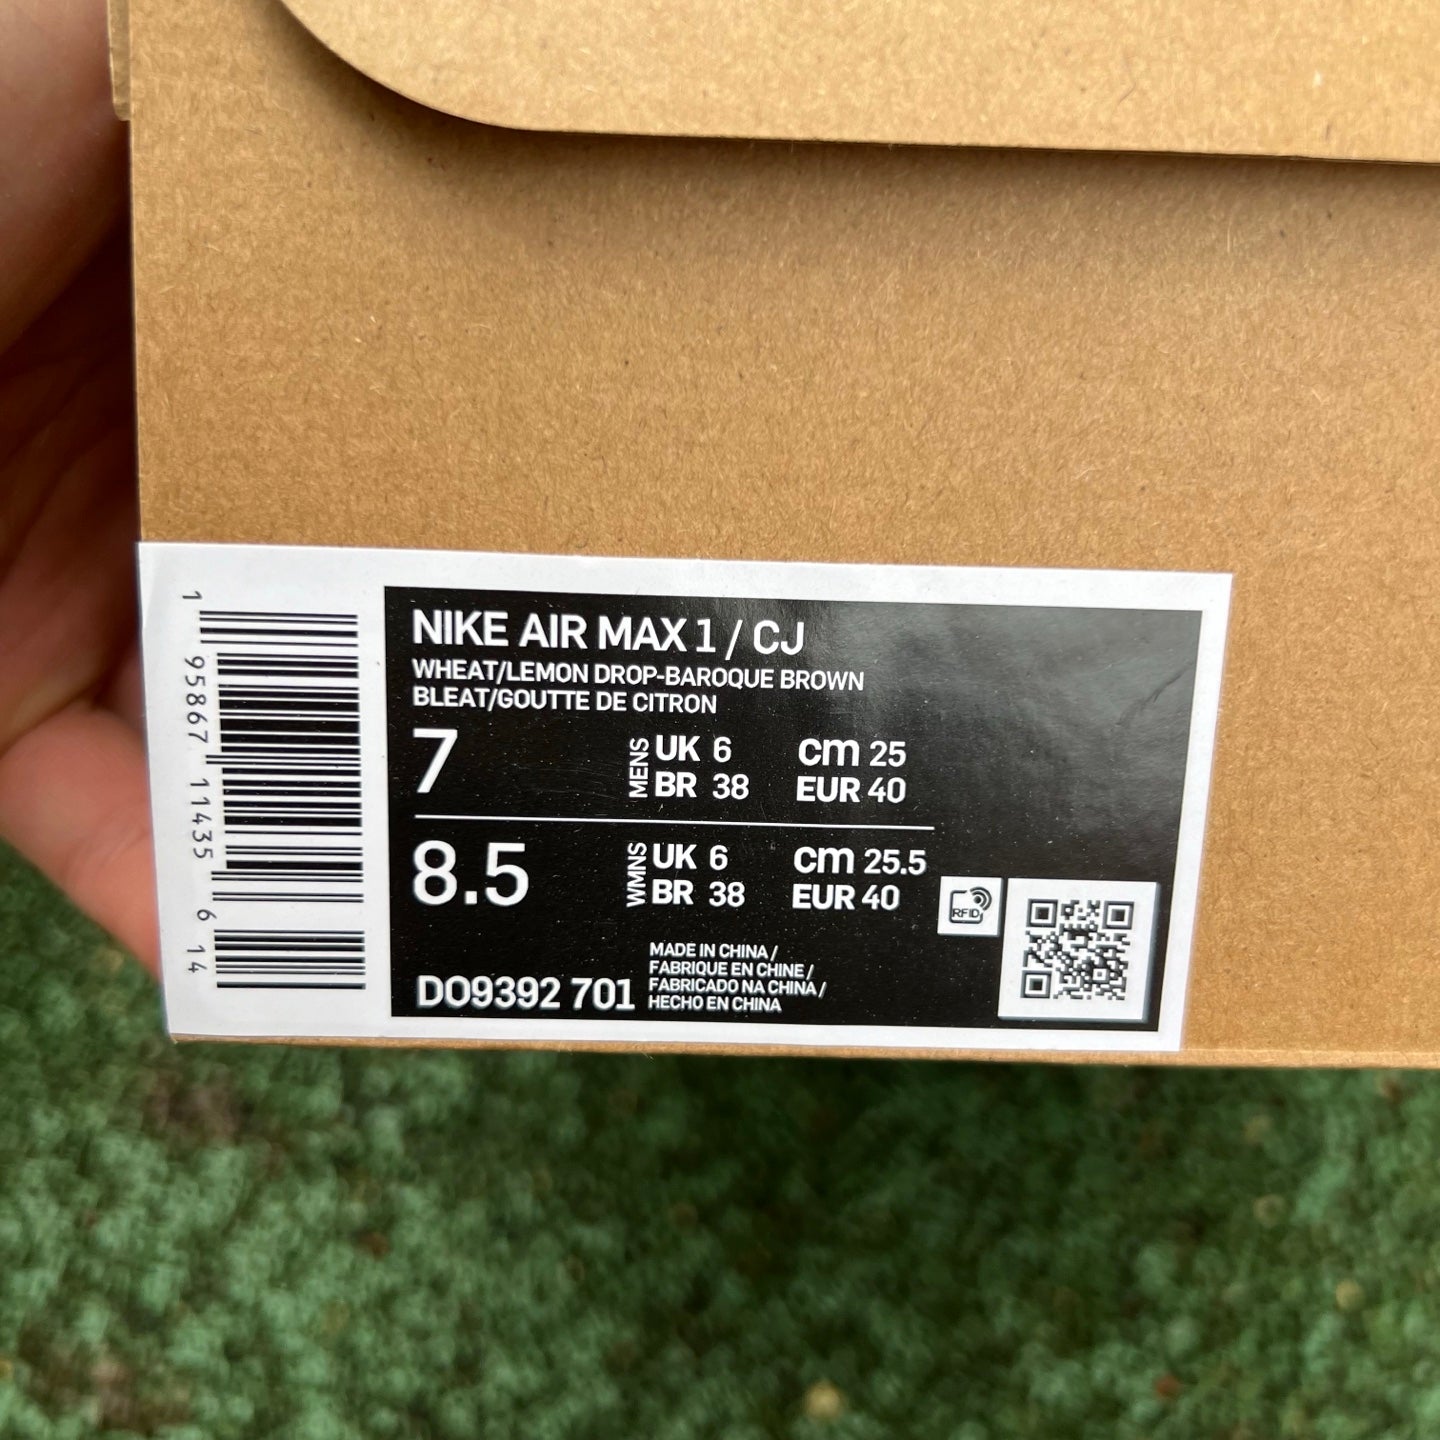 1 95867 11435 6 14
NIKE AIR MAX 1 / CJ
WHEAT/LEMON DROP-BAROQUE BROWN
BLEAT/GOUTTE DE CITRON
7 MENS UK 6 cm 25
BR 38 EUR 40
8.5 WMNS UK 6 cm 25.5
BR 38 EUR 40
RFID
MADE IN CHINA /
FABRIQUE EN CHINE /
FABRICADO NA CHINA /
HECHO EN CHINA
DO9392 701